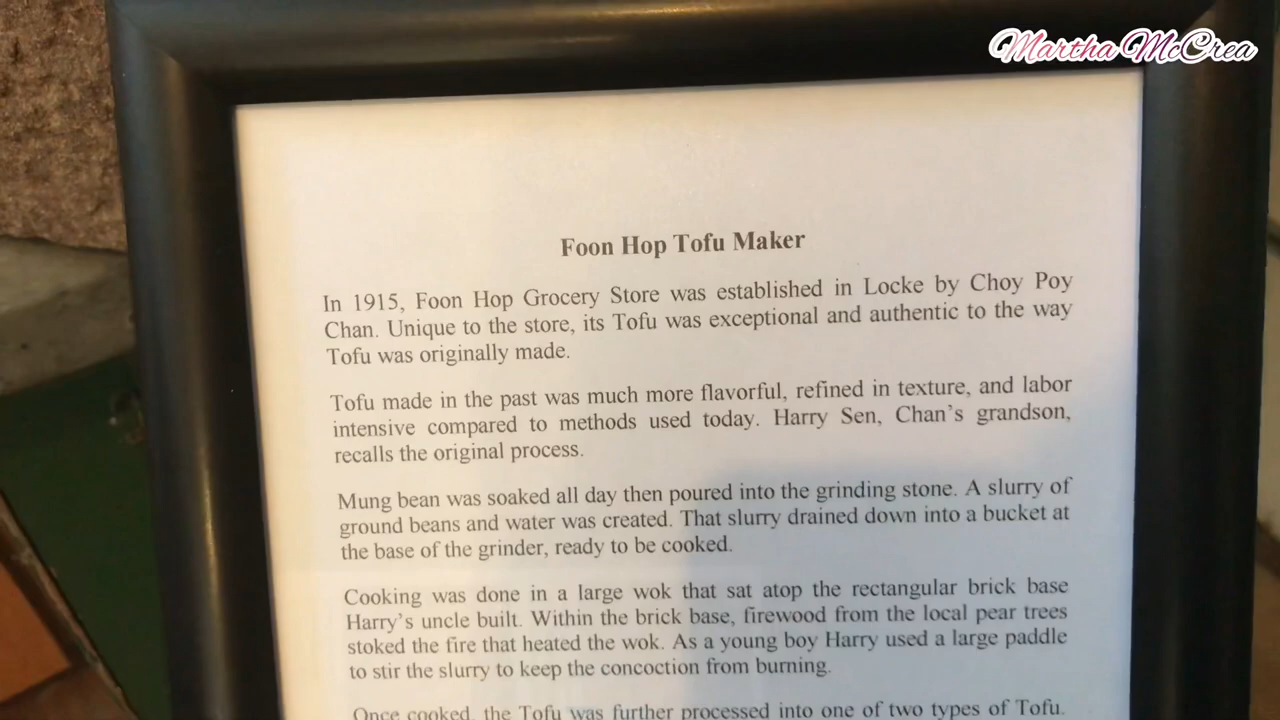 Martha McCrea
Foon Hop Tofu Maker
In 1915, Foon Hop Grocery Store was established in Locke by Choy Poy
Chan. Unique to the store, its Tofu was exceptional and authentic to the way
Tofu was originally made.
Tofu made in the past was much more flavorful, refined in texture, and labor
intensive compared to methods used today. Harry Sen, Chan's grandson,
recalls the original process.
Mung bean was soaked all day then poured into the grinding stone. A slurry of
ground beans and water was created. That slurry drained down into a bucket at
the base of the grinder, ready to be cooked.
Cooking was done in a large wok that sat atop the rectangular brick base
Harry's uncle built. Within the brick base, firewood from the local pear trees
stoked the fire that heated the wok. As a young boy Harry used a large paddle
to stir the slurry to keep the concoction from burning.
Once cooked, the Tofu was further processed into one of two types of Tofu.